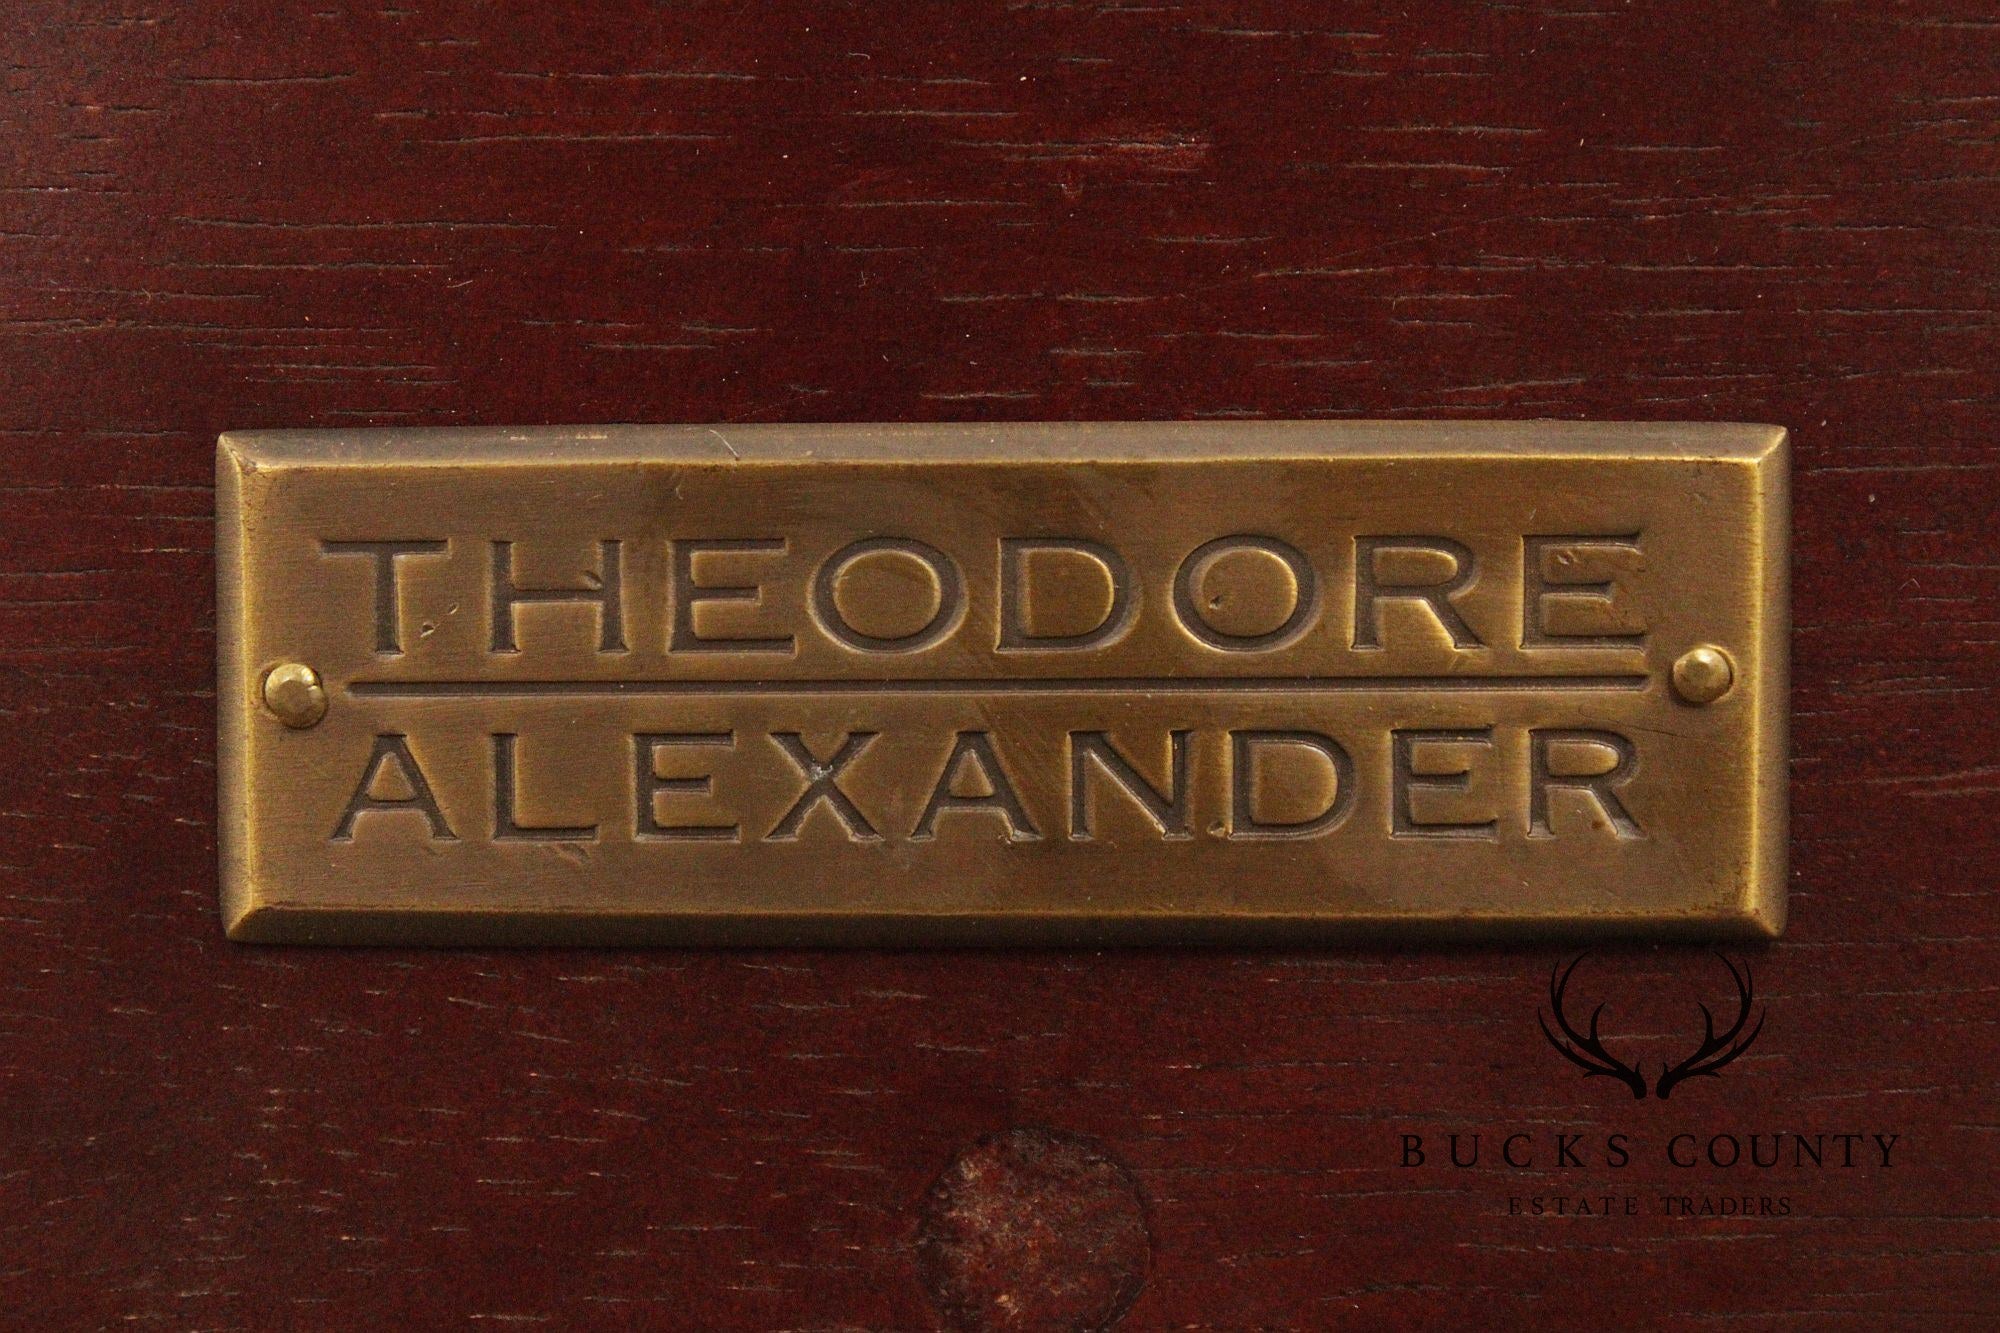 THEODORE
ALEXANDER
BUCKS COUNTY
ESTATE TRADERS